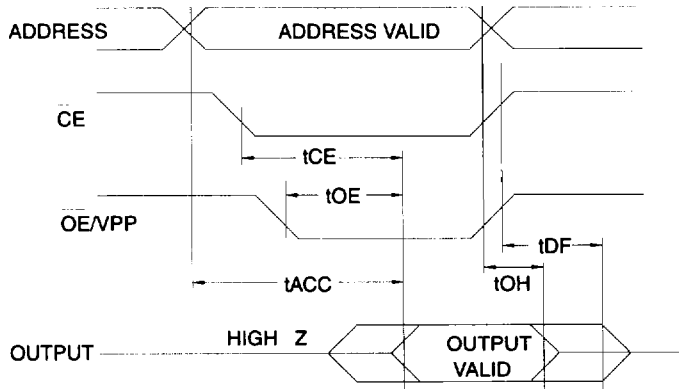 ADDRESS
ADDRESS VALID
CE
tCE
tOE
OE/VPP
tDF
tACC
tOH
HIGH Z
OUTPUT
OUTPUT
VALID